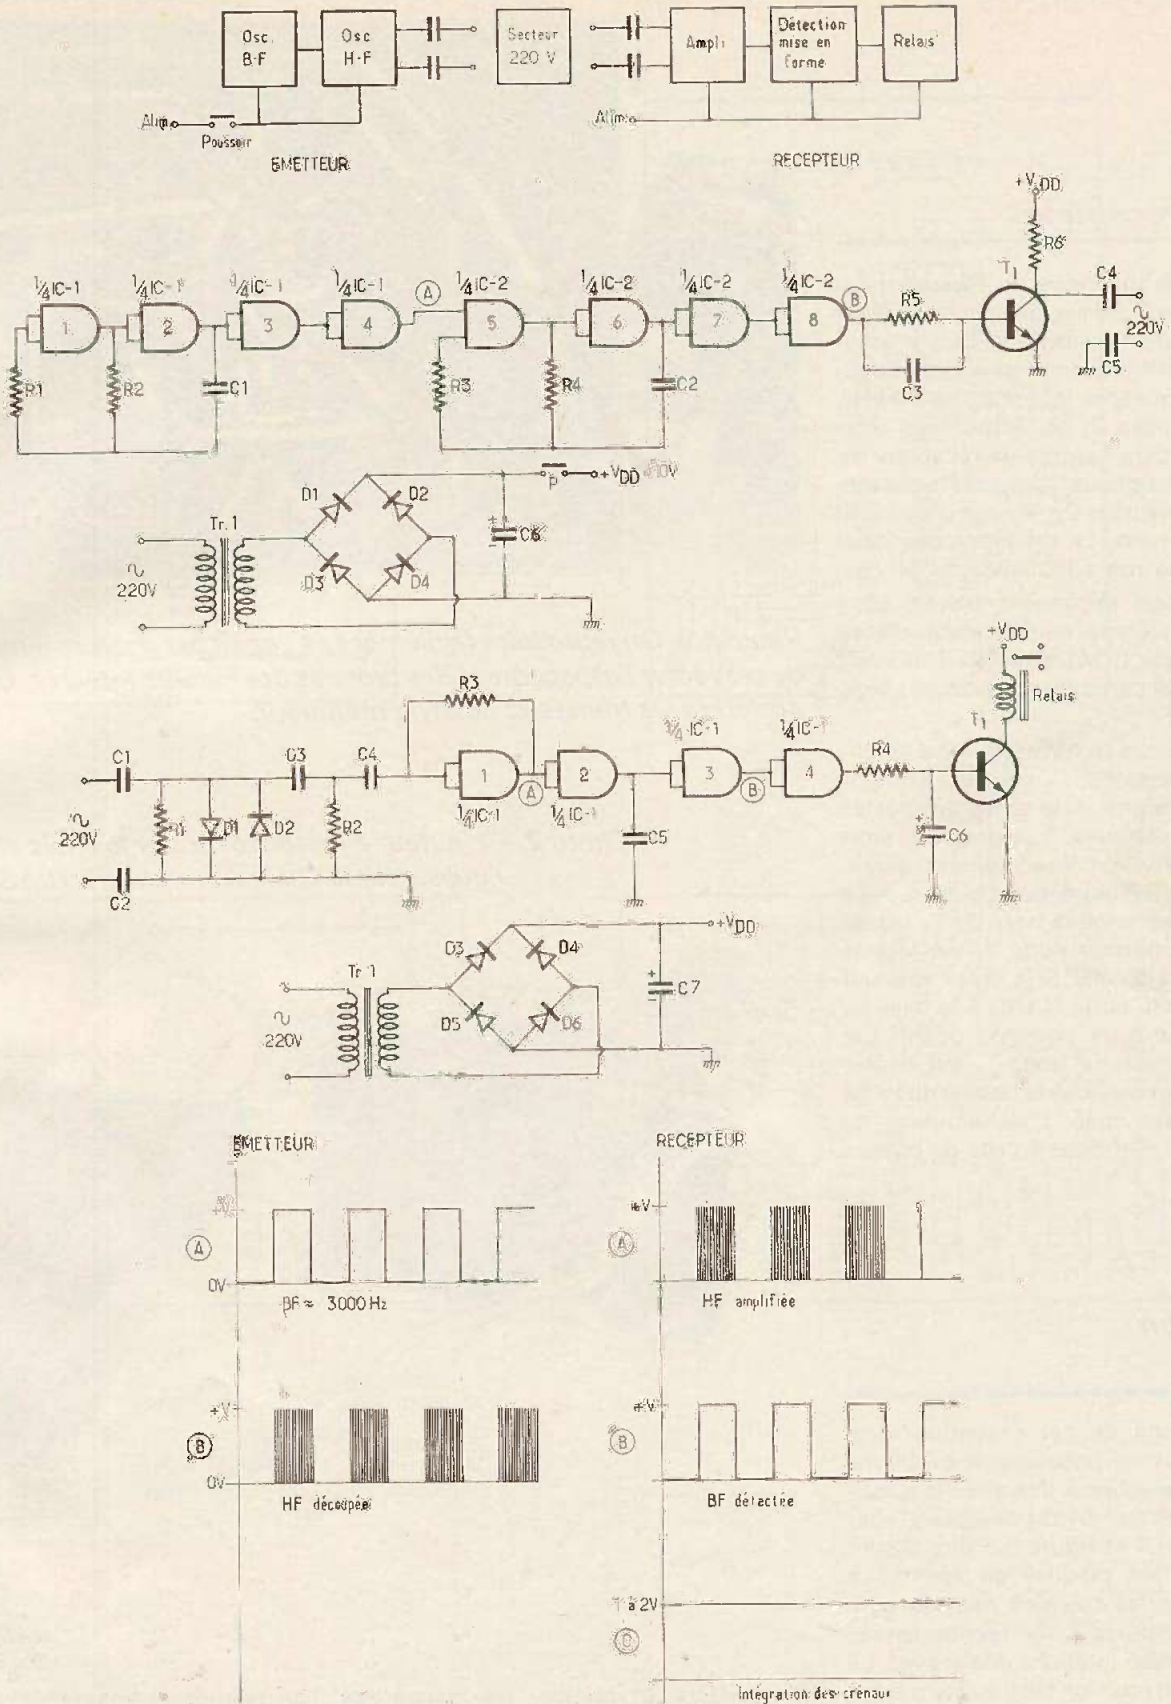 Osc. B-F
Osc H-F
Secteur 220 V
Ampli
Détection mise en forme
Relais
Alim.
Poussoir
Alim.
EMETTEUR
RECEPTEUR
+VDD
R6
T1
C4
220V
C5
1/4 IC-1
1/4 IC-1
1/4 IC-1
1/4 IC-1
A
1/4 IC-2
1/4 IC-2
1/4 IC-2
1/4 IC-2
B
R5
1
2
3
4
5
6
7
8
R1
R2
C1
R3
R4
C2
C3
P
+VDD
D1
D2
C6
Tr.1
220V
D3
D4
+VDD
Relais
T1
R3
C1
C3
C4
1/4 IC-1
1/4 IC-1
R4
1
2
3
4
A
B
220V
R1
D1
D2
R2
1/4 IC-1
1/4 IC-1
C5
C6
C2
+VDD
D3
D4
Tr 1
C7
220V
D5
D6
EMETTEUR
RECEPTEUR
+V
A
0V
BF ≈ 3000 Hz
+V
A
HF amplifiée
+V
B
0V
HF découpée
+V
B
BF détectée
à 2V
Intégration des crénaux